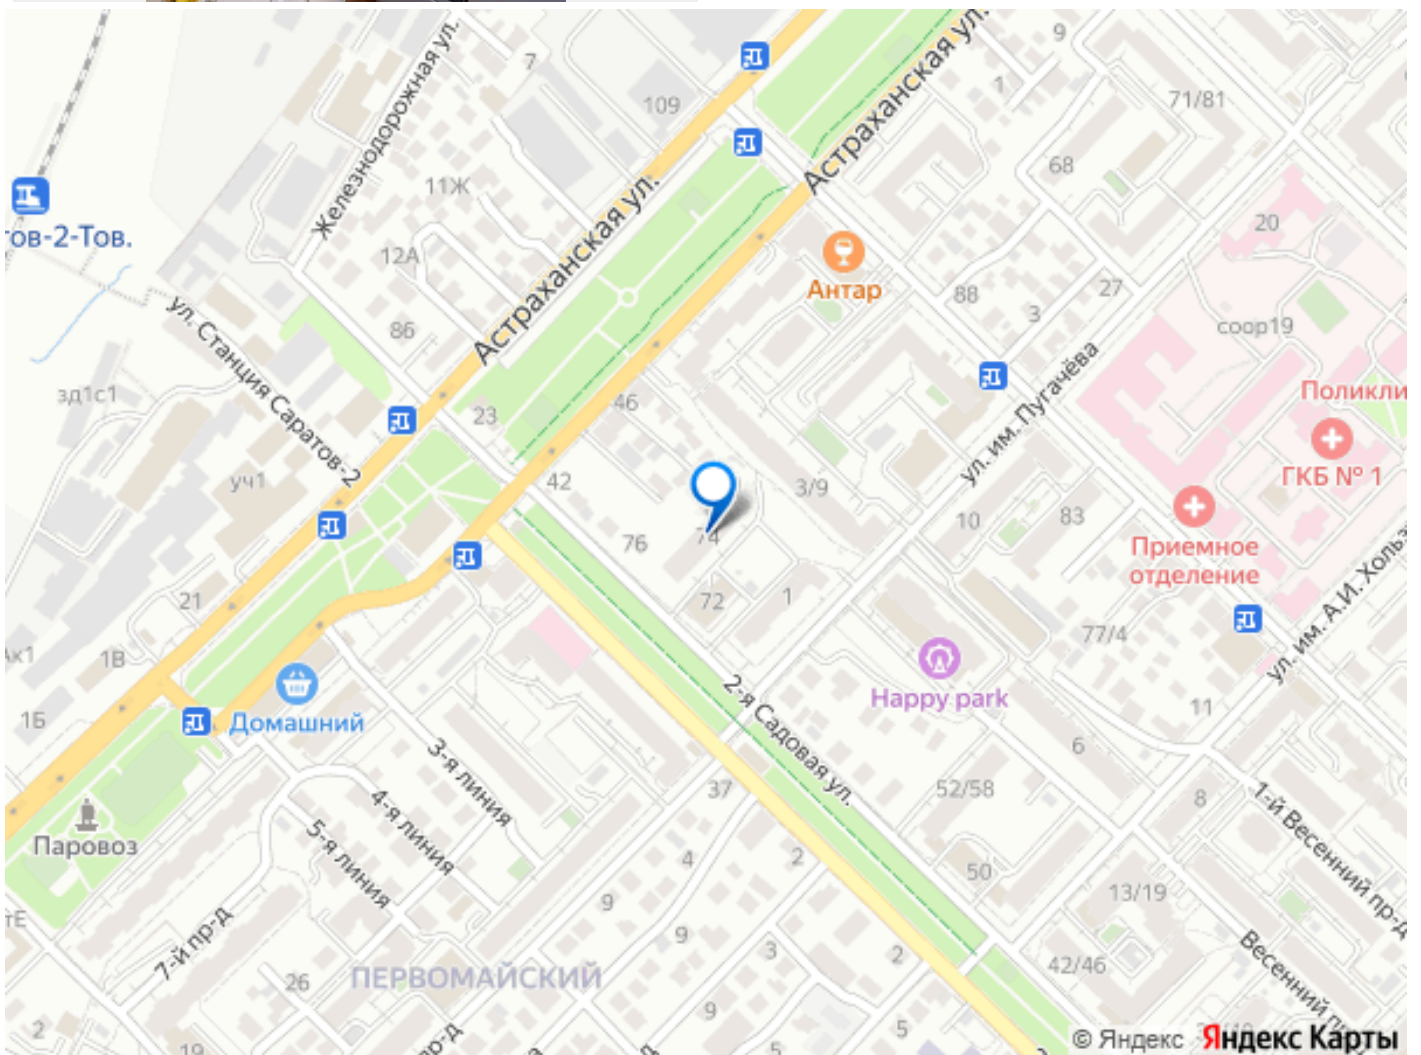 Железнодорожная ул.
7
109
Астраханская ул.
9
1
71/81
68
11Ж
12А
20
ов-2-Тов.
Антар
88
3
27
соор19
86
ул. Станция Саратов-2
Астраханская ул.
зд1с1
23
46
ул. им. Пугачёва
Поликли
ГКБ № 1
уч1
42
3/9
10
83
76
74
Приемное
отделение
72
1
21
1В
77/4
ул. им. А.И. Хольз
Happy park
11
1Б
Домашний
2-я Садовая ул.
6
3-я линия
37
52/58
8
1-й Весенний пр-д
4-я линия
5-я линия
Паровоз
4
2
50
13/19
7-й пр-д
9
9
3
2
42/46
Весенний п
26
ПЕРВОМАЙСКИЙ
9
2
19
5
5
© Яндекс Яндекс Карты